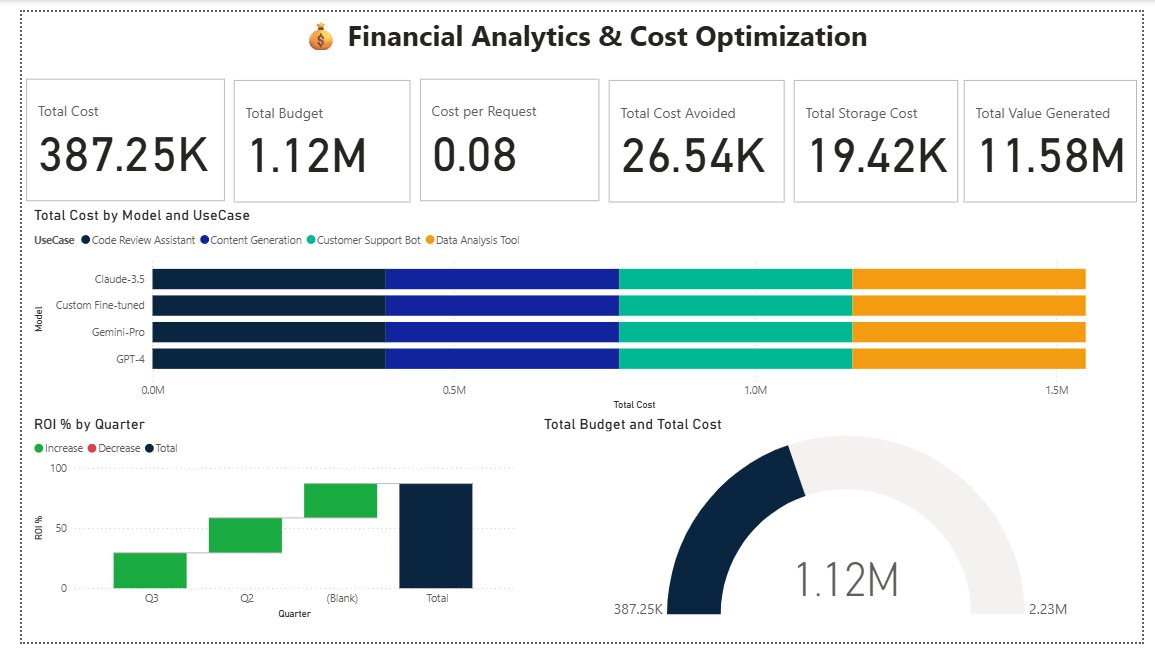 💰 Financial Analytics & Cost Optimization
Total Cost
387.25K
Total Budget
1.12M
Cost per Request
0.08
Total Cost Avoided
26.54K
Total Storage Cost
19.42K
Total Value Generated
11.58M
Total Cost by Model and UseCase
UseCase Code Review Assistant Content Generation Customer Support Bot Data Analysis Tool
Model
Claude-3.5
Custom Fine-tuned
Gemini-Pro
GPT-4
0.0M 0.5M 1.0M 1.5M
Total Cost
ROI % by Quarter
Increase Decrease Total
ROI %
100
50
0
Q3 Q2 (Blank) Total
Quarter
Total Budget and Total Cost
1.12M
387.25K 2.23M